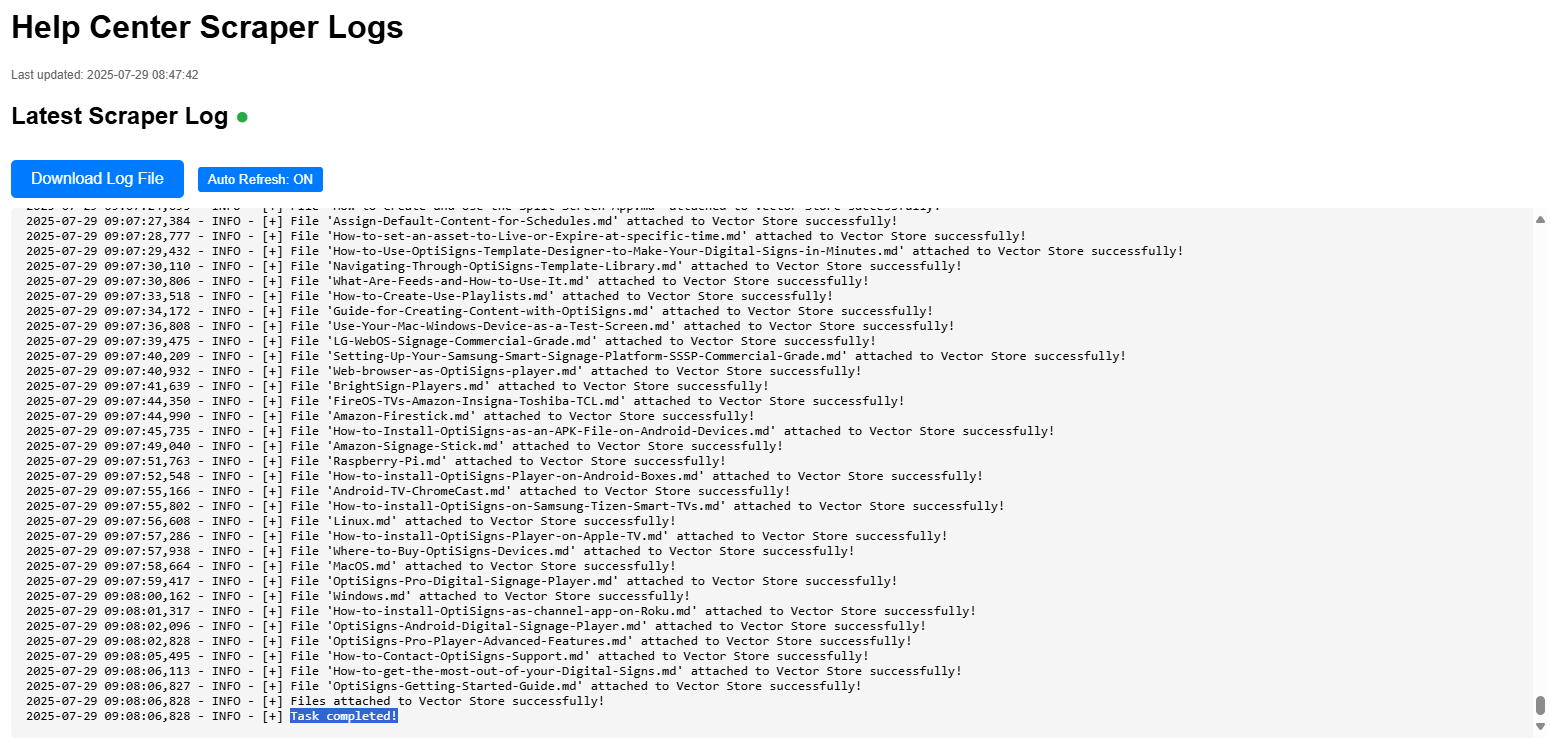 Help Center Scraper Logs
Last updated: 2025-07-29 08:47:42
Latest Scraper Log
Download Log File
Auto Refresh: ON
2025-07-29 09:07:27,384 - INFO - [+] File 'Assign-Default-Content-for-Schedules.md' attached to Vector Store successfully!
2025-07-29 09:07:28,777 - INFO - [+] File 'How-to-set-an-asset-to-Live-or-Expire-at-specific-time.md' attached to Vector Store successfully!
2025-07-29 09:07:29,432 - INFO - [+] File 'How-to-Use-OptiSigns-Template-Designer-to-Make-Your-Digital-Signs-in-Minutes.md' attached to Vector Store successfully!
2025-07-29 09:07:30,110 - INFO - [+] File 'Navigating-Through-OptiSigns-Template-Library.md' attached to Vector Store successfully!
2025-07-29 09:07:30,806 - INFO - [+] File 'What-Are-Feeds-and-How-to-Use-It.md' attached to Vector Store successfully!
2025-07-29 09:07:33,518 - INFO - [+] File 'How-to-Create-Use-Playlists.md' attached to Vector Store successfully!
2025-07-29 09:07:34,172 - INFO - [+] File 'Guide-for-Creating-Content-with-OptiSigns.md' attached to Vector Store successfully!
2025-07-29 09:07:36,808 - INFO - [+] File 'Use-Your-Mac-Windows-Device-as-a-Test-Screen.md' attached to Vector Store successfully!
2025-07-29 09:07:39,475 - INFO - [+] File 'LG-WebOS-Signage-Commercial-Grade.md' attached to Vector Store successfully!
2025-07-29 09:07:40,209 - INFO - [+] File 'Setting-Up-Your-Samsung-Smart-Signage-Platform-SSSP-Commercial-Grade.md' attached to Vector Store successfully!
2025-07-29 09:07:40,932 - INFO - [+] File 'Web-browser-as-OptiSigns-player.md' attached to Vector Store successfully!
2025-07-29 09:07:41,639 - INFO - [+] File 'BrightSign-Players.md' attached to Vector Store successfully!
2025-07-29 09:07:44,350 - INFO - [+] File 'FireOS-TVs-Amazon-Insigna-Toshiba-TCL.md' attached to Vector Store successfully!
2025-07-29 09:07:44,990 - INFO - [+] File 'Amazon-Firestick.md' attached to Vector Store successfully!
2025-07-29 09:07:45,735 - INFO - [+] File 'How-to-Install-OptiSigns-as-an-APK-File-on-Android-Devices.md' attached to Vector Store successfully!
2025-07-29 09:07:49,040 - INFO - [+] File 'Amazon-Signage-Stick.md' attached to Vector Store successfully!
2025-07-29 09:07:51,763 - INFO - [+] File 'Raspberry-Pi.md' attached to Vector Store successfully!
2025-07-29 09:07:52,548 - INFO - [+] File 'How-to-install-OptiSigns-Player-on-Android-Boxes.md' attached to Vector Store successfully!
2025-07-29 09:07:55,166 - INFO - [+] File 'Android-TV-ChromeCast.md' attached to Vector Store successfully!
2025-07-29 09:07:55,802 - INFO - [+] File 'How-to-install-OptiSigns-on-Samsung-Tizen-Smart-TVs.md' attached to Vector Store successfully!
2025-07-29 09:07:56,608 - INFO - [+] File 'Linux.md' attached to Vector Store successfully!
2025-07-29 09:07:57,286 - INFO - [+] File 'How-to-install-OptiSigns-Player-on-Apple-TV.md' attached to Vector Store successfully!
2025-07-29 09:07:57,938 - INFO - [+] File 'Where-to-Buy-OptiSigns-Devices.md' attached to Vector Store successfully!
2025-07-29 09:07:58,664 - INFO - [+] File 'MacOS.md' attached to Vector Store successfully!
2025-07-29 09:07:59,417 - INFO - [+] File 'OptiSigns-Pro-Digital-Signage-Player.md' attached to Vector Store successfully!
2025-07-29 09:08:00,162 - INFO - [+] File 'Windows.md' attached to Vector Store successfully!
2025-07-29 09:08:01,317 - INFO - [+] File 'How-to-install-OptiSigns-as-channel-app-on-Roku.md' attached to Vector Store successfully!
2025-07-29 09:08:02,096 - INFO - [+] File 'OptiSigns-Android-Digital-Signage-Player.md' attached to Vector Store successfully!
2025-07-29 09:08:02,828 - INFO - [+] File 'OptiSigns-Pro-Player-Advanced-Features.md' attached to Vector Store successfully!
2025-07-29 09:08:05,495 - INFO - [+] File 'How-to-Contact-OptiSigns-Support.md' attached to Vector Store successfully!
2025-07-29 09:08:06,113 - INFO - [+] File 'How-to-get-the-most-out-of-your-Digital-Signs.md' attached to Vector Store successfully!
2025-07-29 09:08:06,827 - INFO - [+] File 'OptiSigns-Getting-Started-Guide.md' attached to Vector Store successfully!
2025-07-29 09:08:06,828 - INFO - [+] Files attached to Vector Store successfully!
2025-07-29 09:08:06,828 - INFO - [+] Task completed!